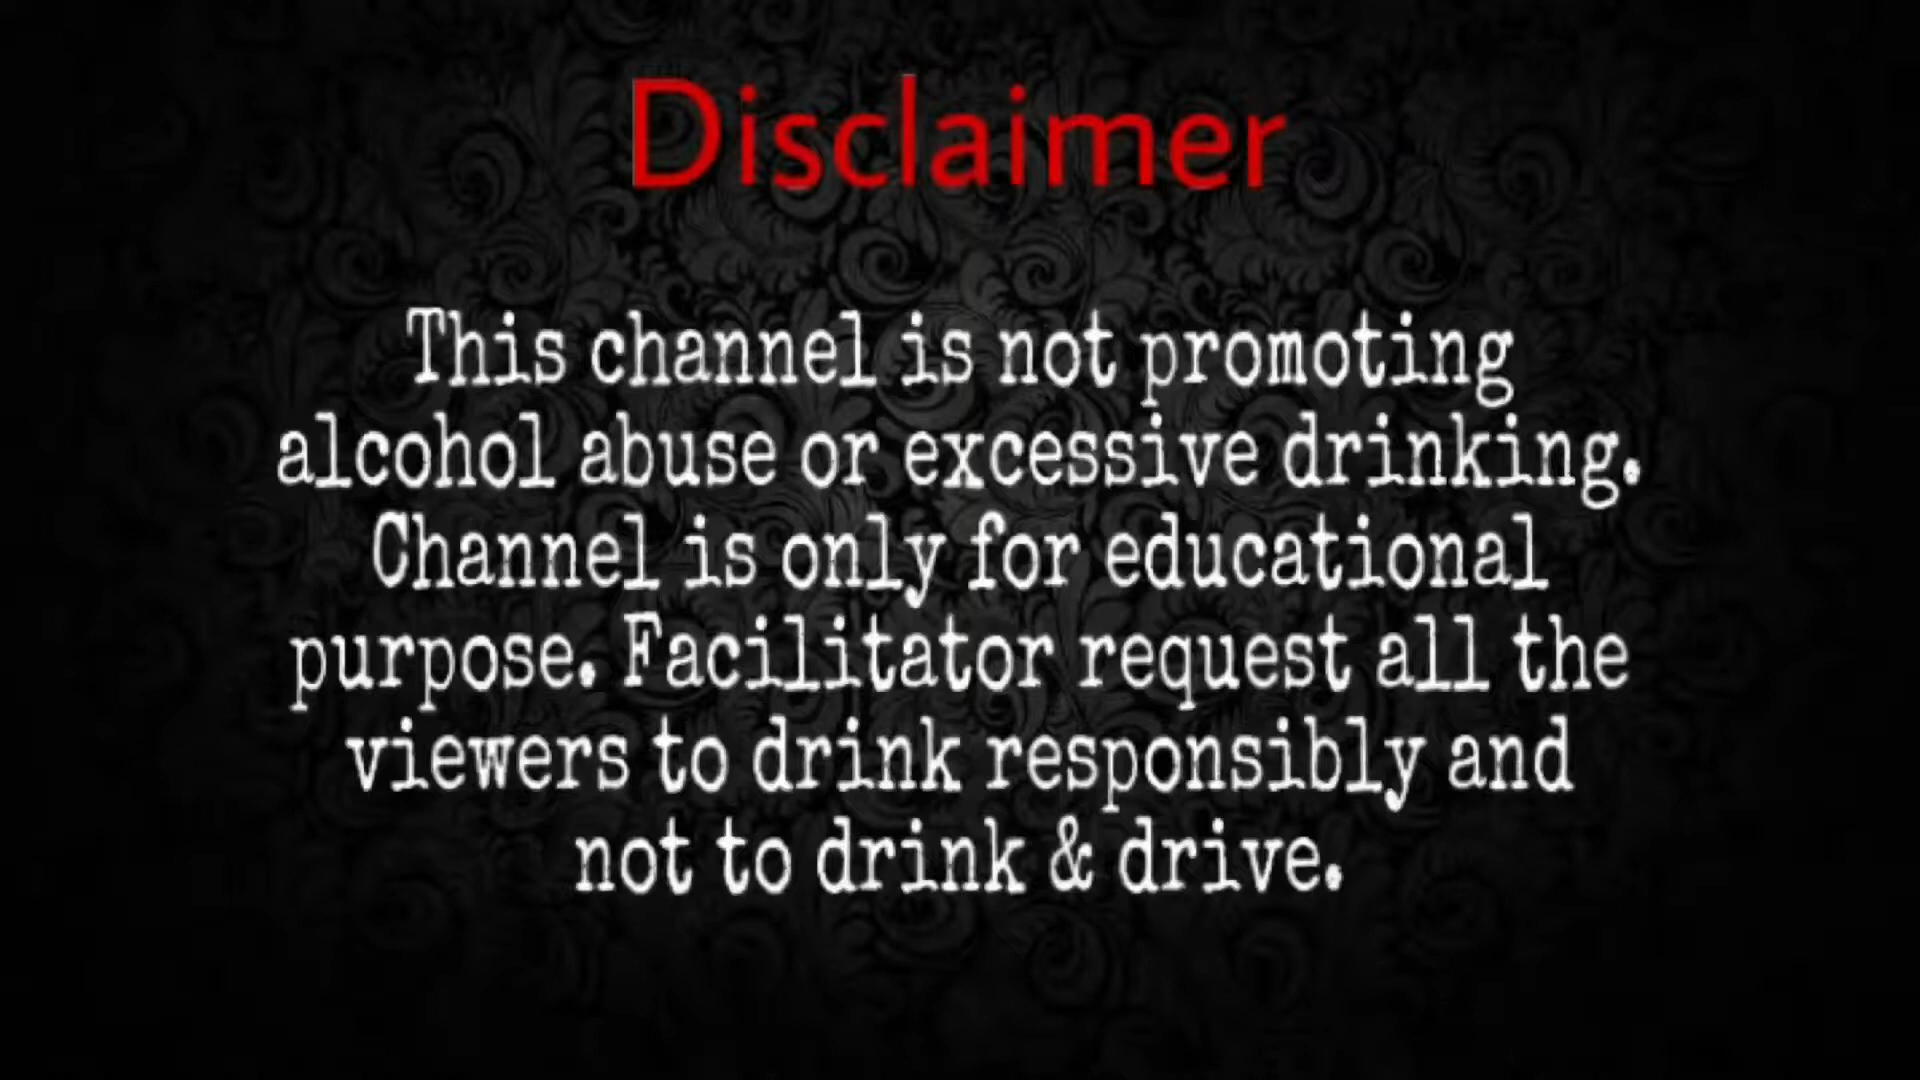 Disclaimer
This channel is not promoting
alcohol abuse or excessive drinking.
Channel is only for educational
purpose. Facilitator request all the
viewers to drink responsibly and
not to drink & drive.